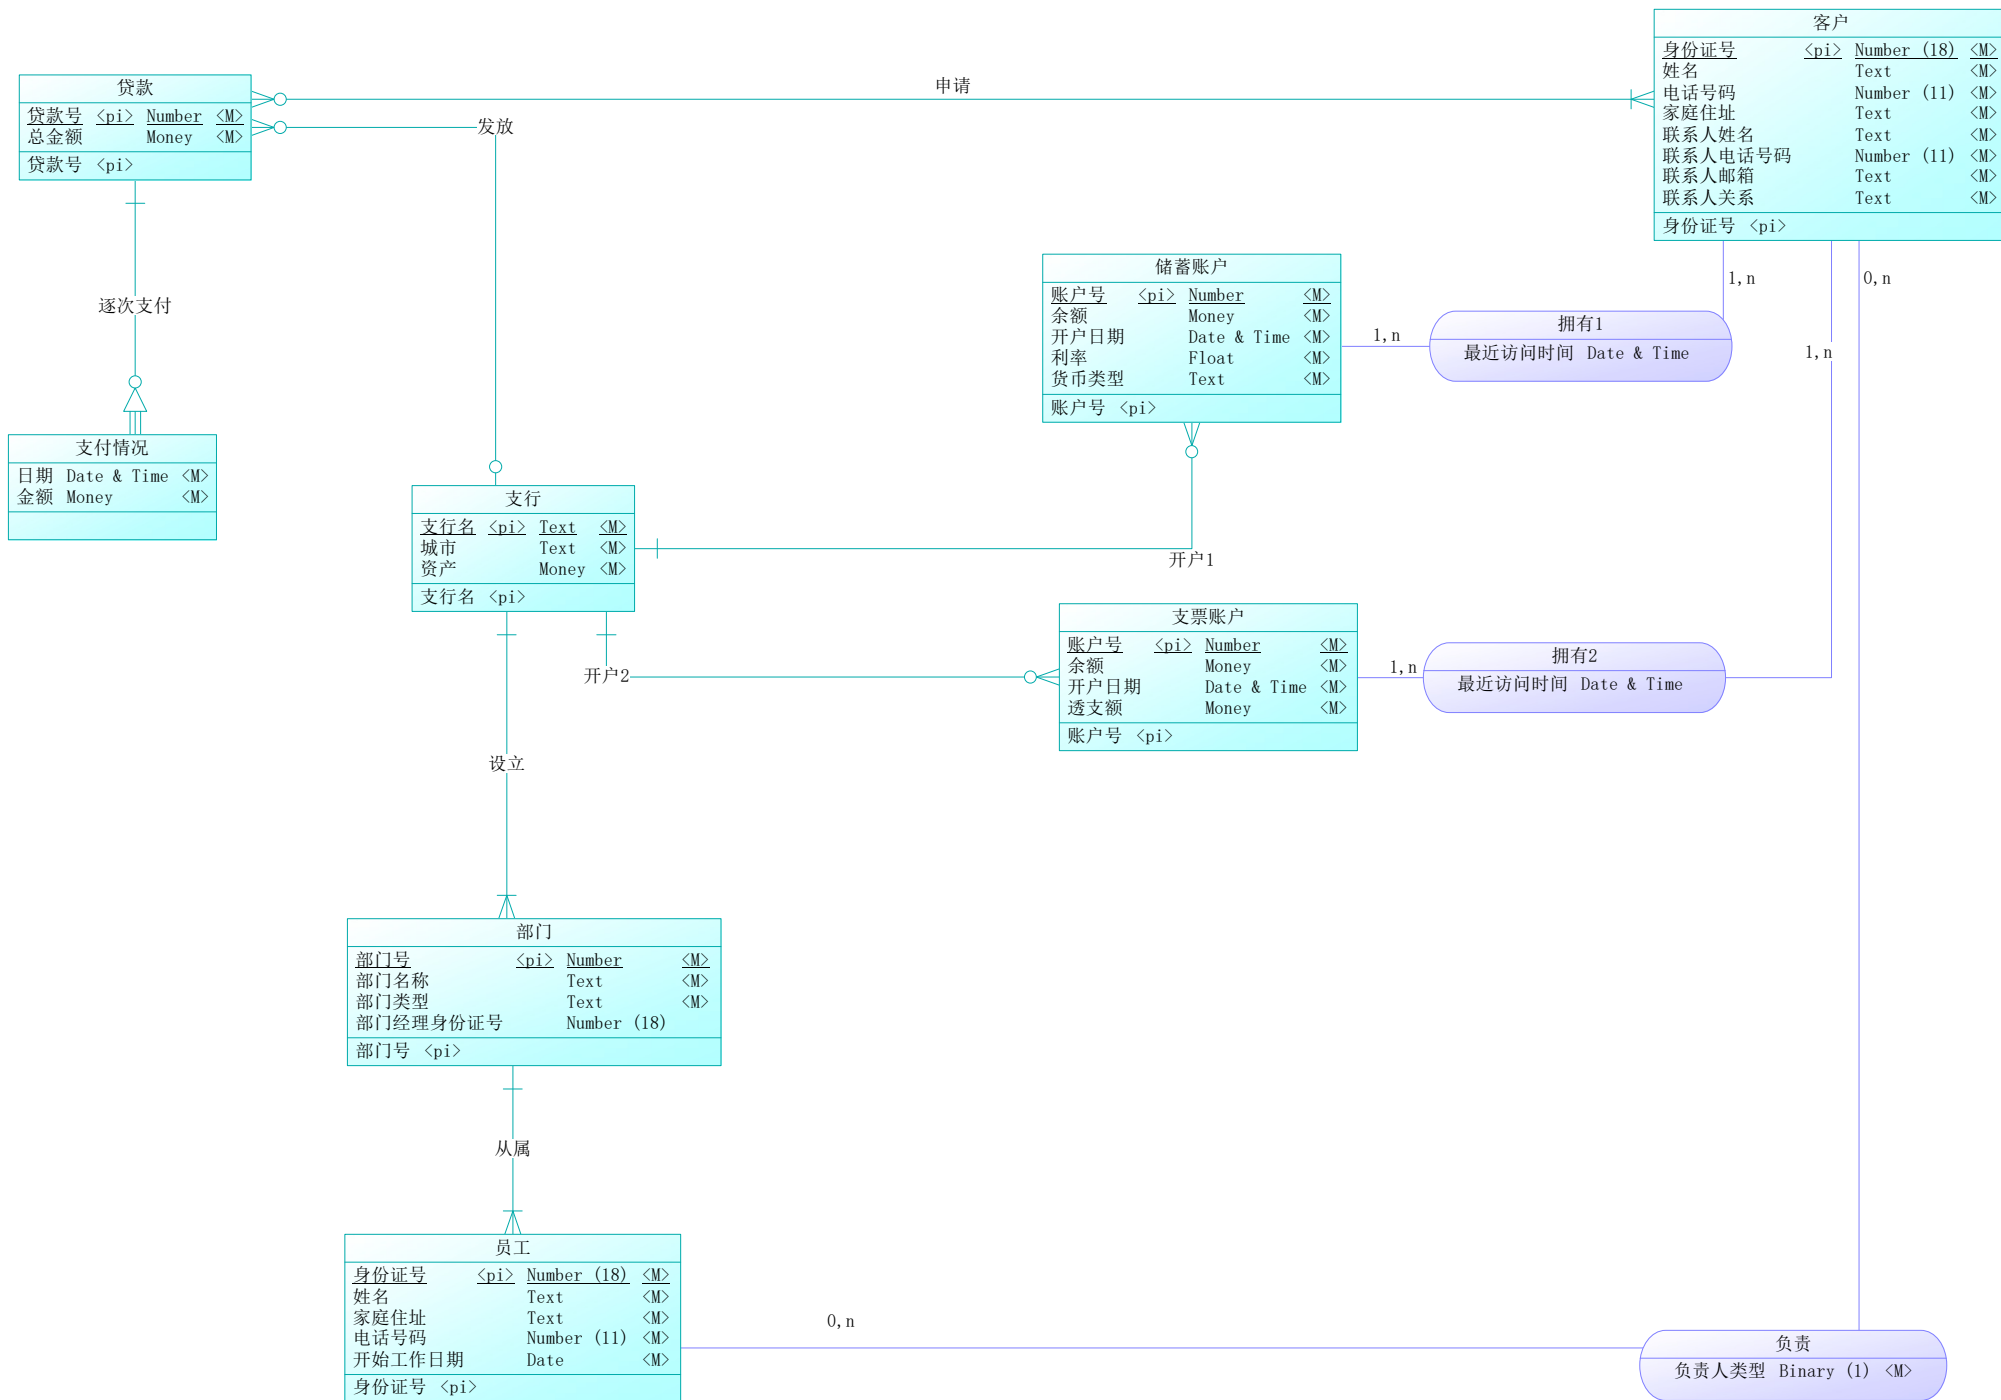 客户
身份证号 <pi> Number (18) <M>
姓名 Text <M>
电话号码 Number (11) <M>
家庭住址 Text <M>
联系人姓名 Text <M>
联系人电话号码 Number (11) <M>
联系人邮箱 Text <M>
联系人关系 Text <M>
身份证号 <pi>
贷款
贷款号 <pi> Number <M>
总金额 Money <M>
贷款号 <pi>
申请
发放
逐次支付
储蓄账户
账户号 <pi> Number <M>
余额 Money <M>
开户日期 Date & Time <M>
利率 Float <M>
货币类型 Text <M>
账户号 <pi>
1,n
0,n
1,n
拥有1
最近访问时间 Date & Time
1,n
支付情况
日期 Date & Time <M>
金额 Money <M>
支行
支行名 <pi> Text <M>
城市 Text <M>
资产 Money <M>
支行名 <pi>
开户1
支票账户
账户号 <pi> Number <M>
余额 Money <M>
开户日期 Date & Time <M>
透支额 Money <M>
账户号 <pi>
开户2
1,n
拥有2
最近访问时间 Date & Time
设立
部门
部门号 <pi> Number <M>
部门名称 Text <M>
部门类型 Text <M>
部门经理身份证号 Number (18)
部门号 <pi>
从属
员工
身份证号 <pi> Number (18) <M>
姓名 Text <M>
家庭住址 Text <M>
电话号码 Number (11) <M>
开始工作日期 Date <M>
身份证号 <pi>
0,n
负责
负责人类型 Binary (1) <M>